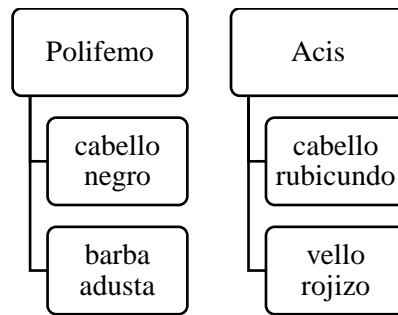 Polifemo
cabello
negro
barba
adusta
Acis
cabello
rubicundo
vello
rojizo